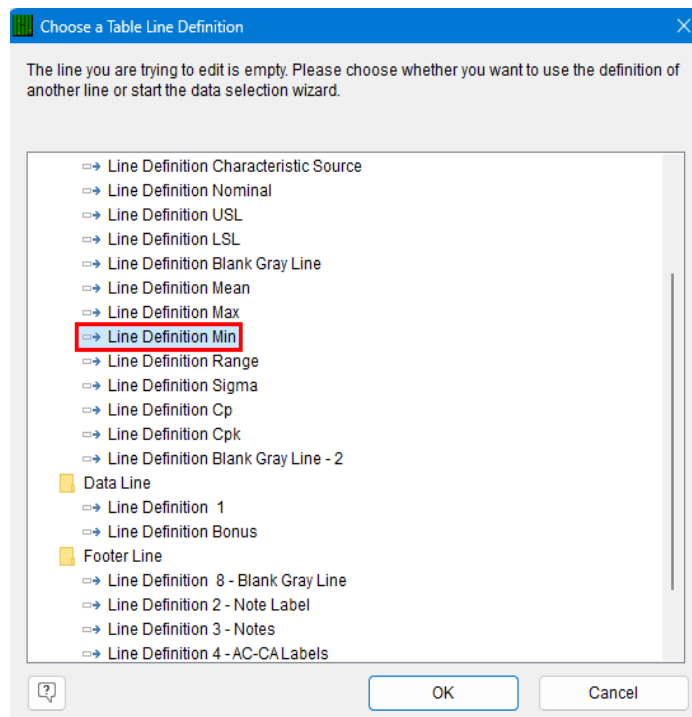 Choose a Table Line Definition
The line you are trying to edit is empty. Please choose whether you want to use the definition of
another line or start the data selection wizard.
Line Definition Characteristic Source
Line Definition Nominal
Line Definition USL
Line Definition LSL
Line Definition Blank Gray Line
Line Definition Mean
Line Definition Max
Line Definition Min
Line Definition Range
Line Definition Sigma
Line Definition Cp
Line Definition Cpk
Line Definition Blank Gray Line - 2
Data Line
Line Definition  1
Line Definition Bonus
Footer Line
Line Definition  8 - Blank Gray Line
Line Definition 2 - Note Label
Line Definition 3 - Notes
Line Definition 4 - AC-CA Labels
OK
Cancel